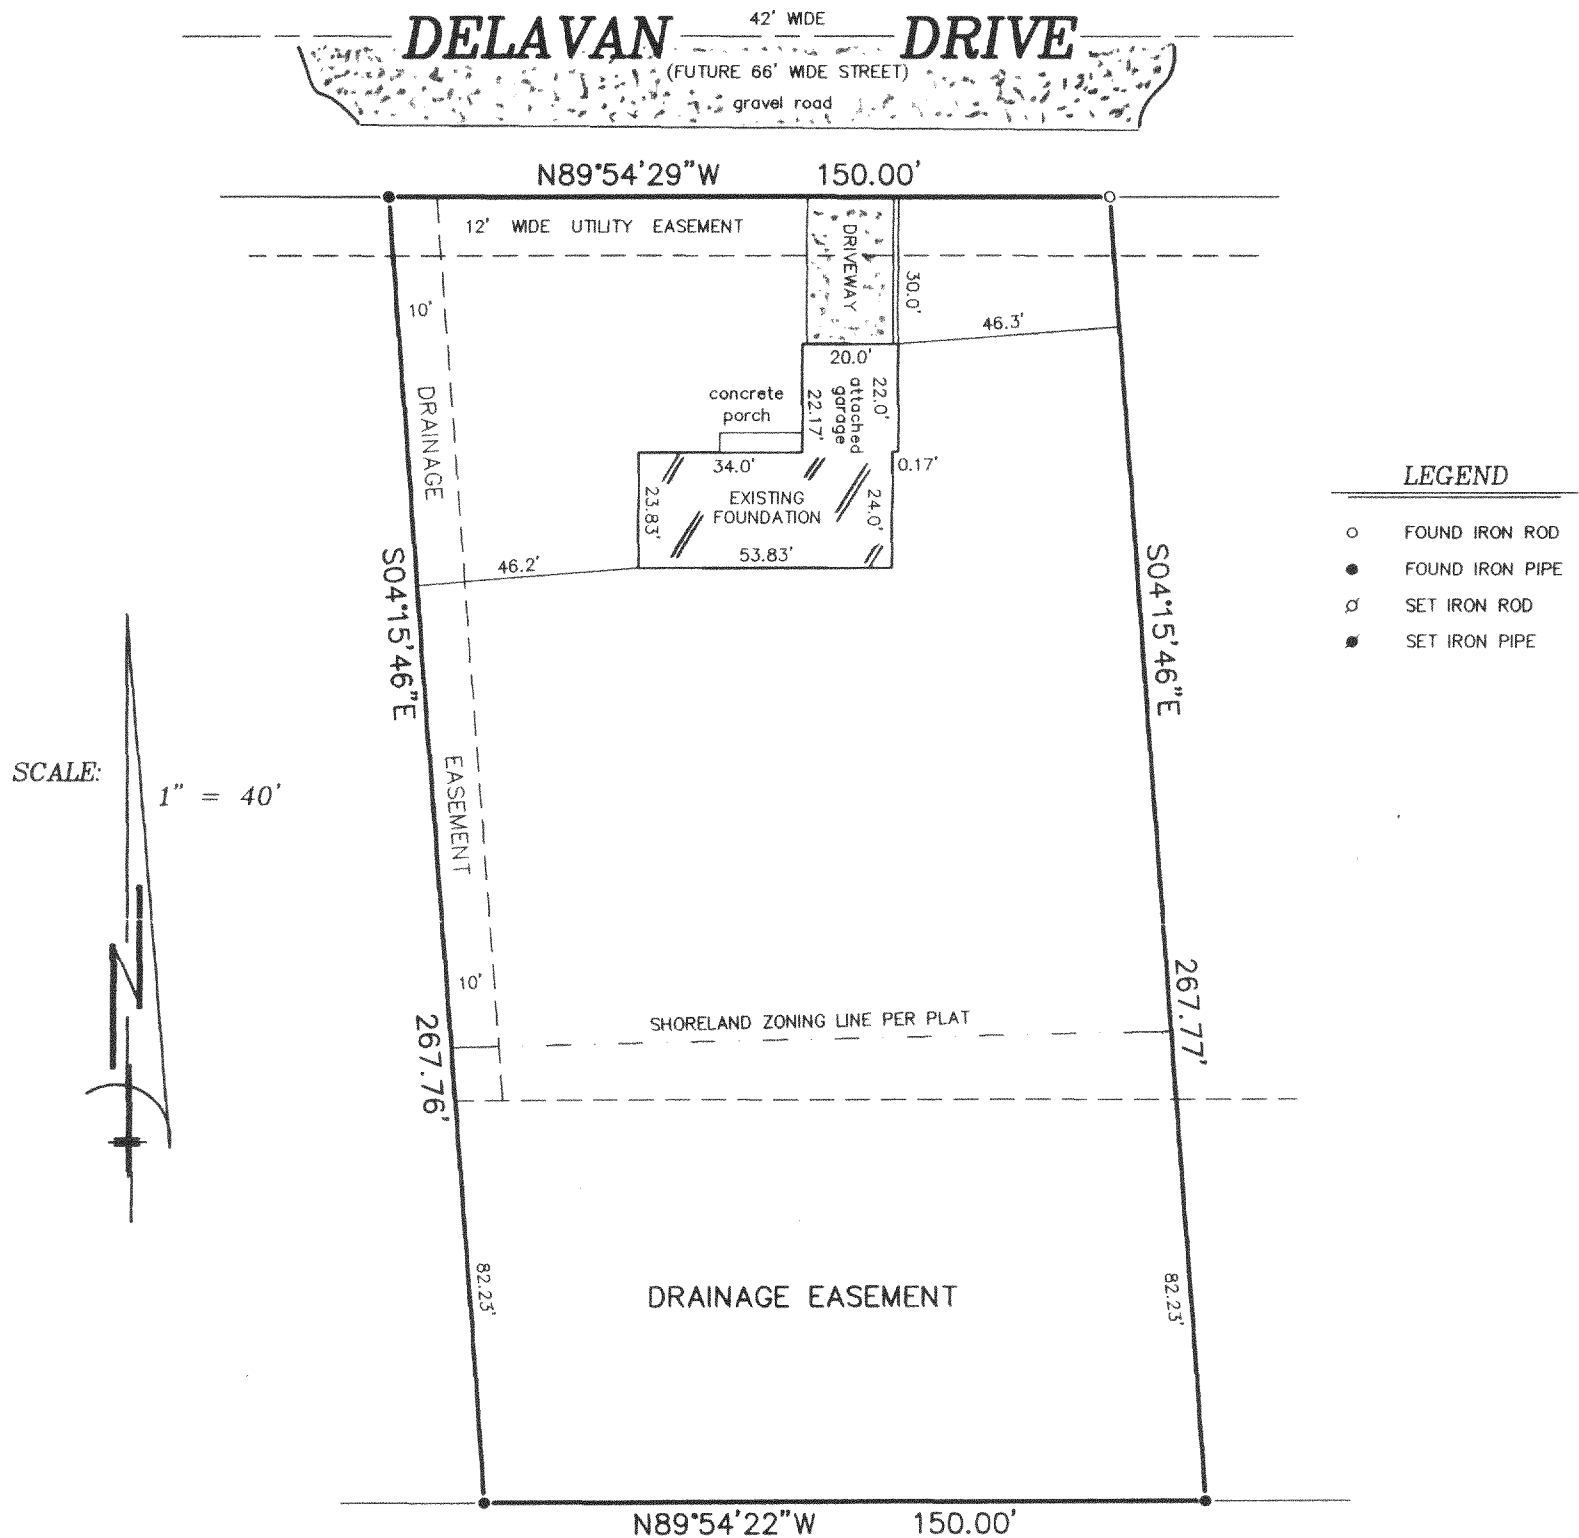 42' WIDE
DELAVAN DRIVE
(FUTURE 66' WIDE STREET)
gravel road
N89°54'29"W 150.00'
12' WIDE UTILITY EASEMENT
DRIVEWAY
30.0'
10'
46.3'
20.0'
22.0'
attached
garage
22.17'
concrete
porch
DRAINAGE
34.0'
0.17'
EXISTING
FOUNDATION
23.83'
24.0'
53.83'
46.2'
LEGEND
FOUND IRON ROD
FOUND IRON PIPE
SET IRON ROD
SET IRON PIPE
S04°15'46"E
S04°15'46"E
SCALE:
1" = 40'
N
EASEMENT
10'
267.76'
SHORELAND ZONING LINE PER PLAT
267.77'
82.23'
DRAINAGE EASEMENT
82.23'
N89°54'22"W 150.00'